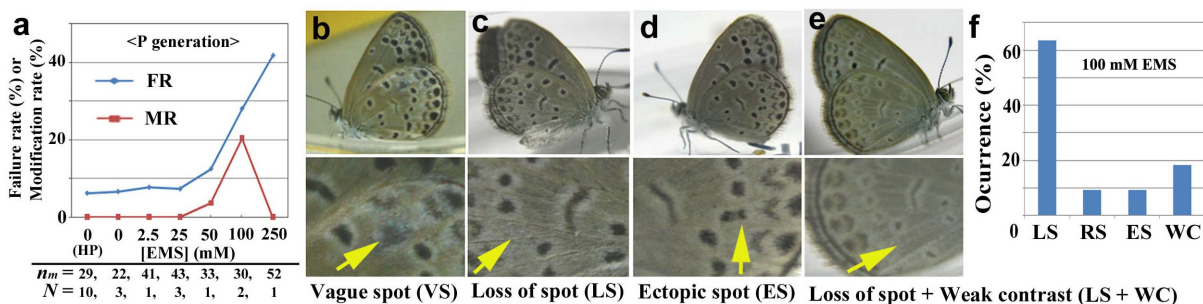 a
<P generation>
Failure rate (%) or
Modification rate (%)
40
20
0
FR
MR
0 0 2.5 25 50 100 250
(HP) [EMS] (mM)
nm = 29, 22, 41, 43, 33, 30, 52
N = 10, 3, 1, 3, 1, 2, 1
b
Vague spot (VS)
c
Loss of spot (LS)
d
Ectopic spot (ES)
e
Loss of spot + Weak contrast (LS + WC)
f
Ocurrence (%)
60
40
20
0
100 mM EMS
LS RS ES WC